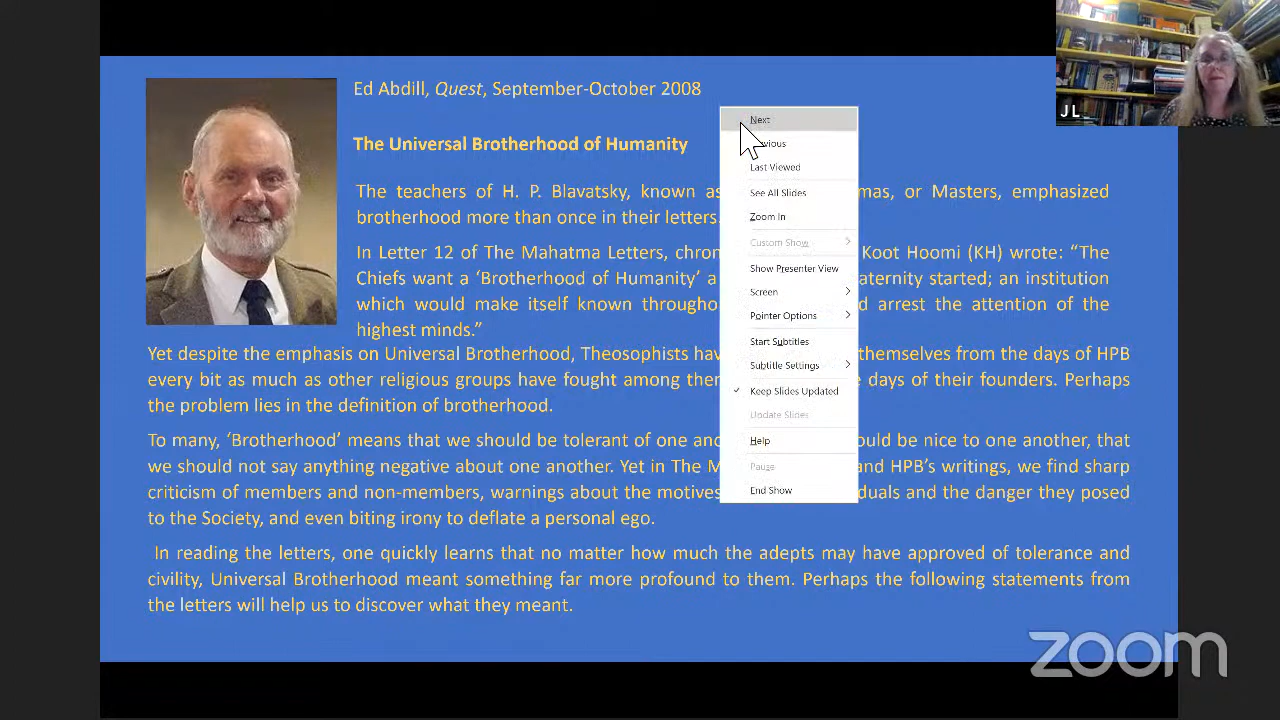 Ed Abdill, Quest, September-October 2008
The Universal Brotherhood of Humanity
The teachers of H. P. Blavatsky, known as mas, or Masters, emphasized
brotherhood more than once in their letters.
In Letter 12 of The Mahatma Letters, chron Koot Hoomi (KH) wrote: “The
Chiefs want a ‘Brotherhood of Humanity’ a aternity started; an institution
which would make itself known througho d arrest the attention of the
highest minds.”
Yet despite the emphasis on Universal Brotherhood, Theosophists hav themselves from the days of HPB
every bit as much as other religious groups have fought among the days of their founders. Perhaps
the problem lies in the definition of brotherhood.
To many, ‘Brotherhood’ means that we should be tolerant of one ano ould be nice to one another, that
we should not say anything negative about one another. Yet in The M and HPB’s writings, we find sharp
criticism of members and non-members, warnings about the motives duals and the danger they posed
to the Society, and even biting irony to deflate a personal ego.
In reading the letters, one quickly learns that no matter how much the adepts may have approved of tolerance and
civility, Universal Brotherhood meant something far more profound to them. Perhaps the following statements from
the letters will help us to discover what they meant.
Next
vious
Last Viewed
See All Slides
Zoom In
Custom Show
Show Presenter View
Screen
Pointer Options
Start Subtitles
Subtitle Settings
Keep Slides Updated
Update Slides
Help
Pause
End Show
J L
zoom